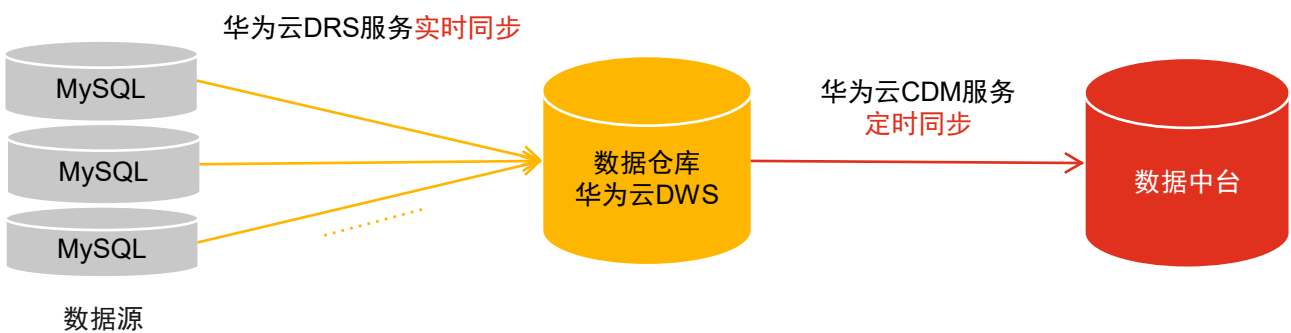 华为云DRS服务实时同步
MySQL
MySQL
MySQL
数据源
数据仓库
华为云DWS
华为云CDM服务
定时同步
数据中台